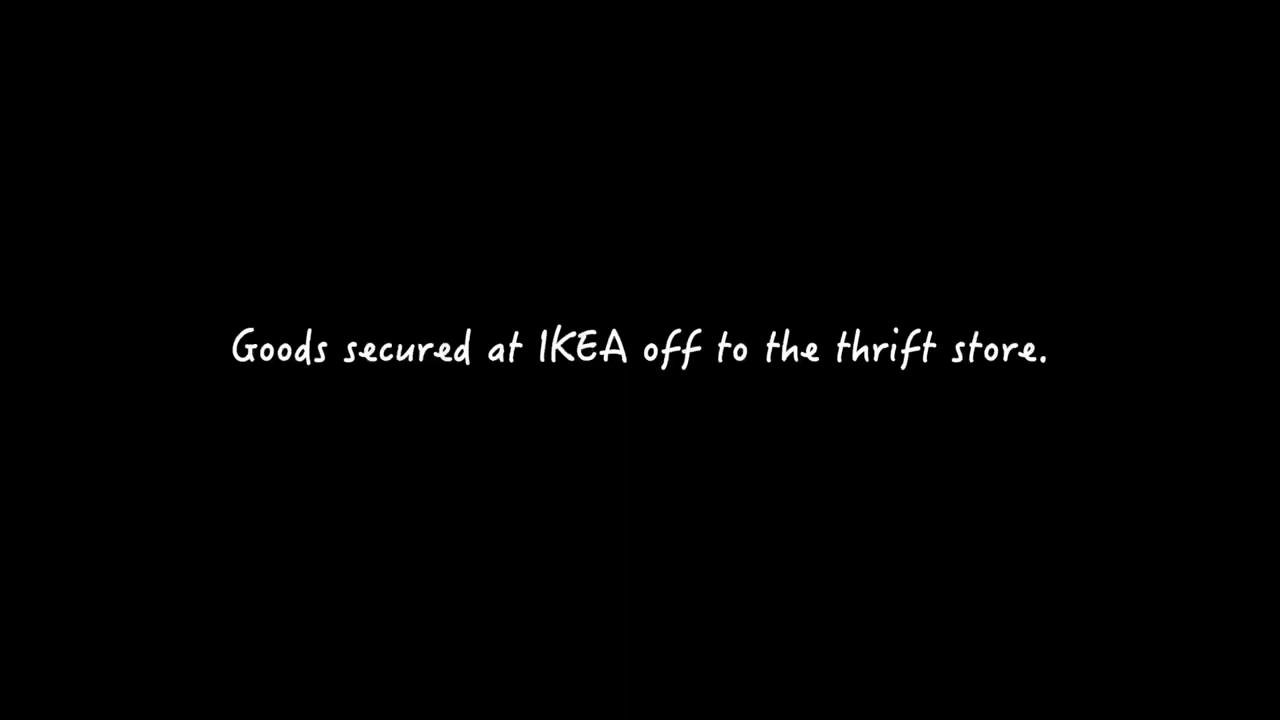 Goods secured at IKEA off to the thrift store.